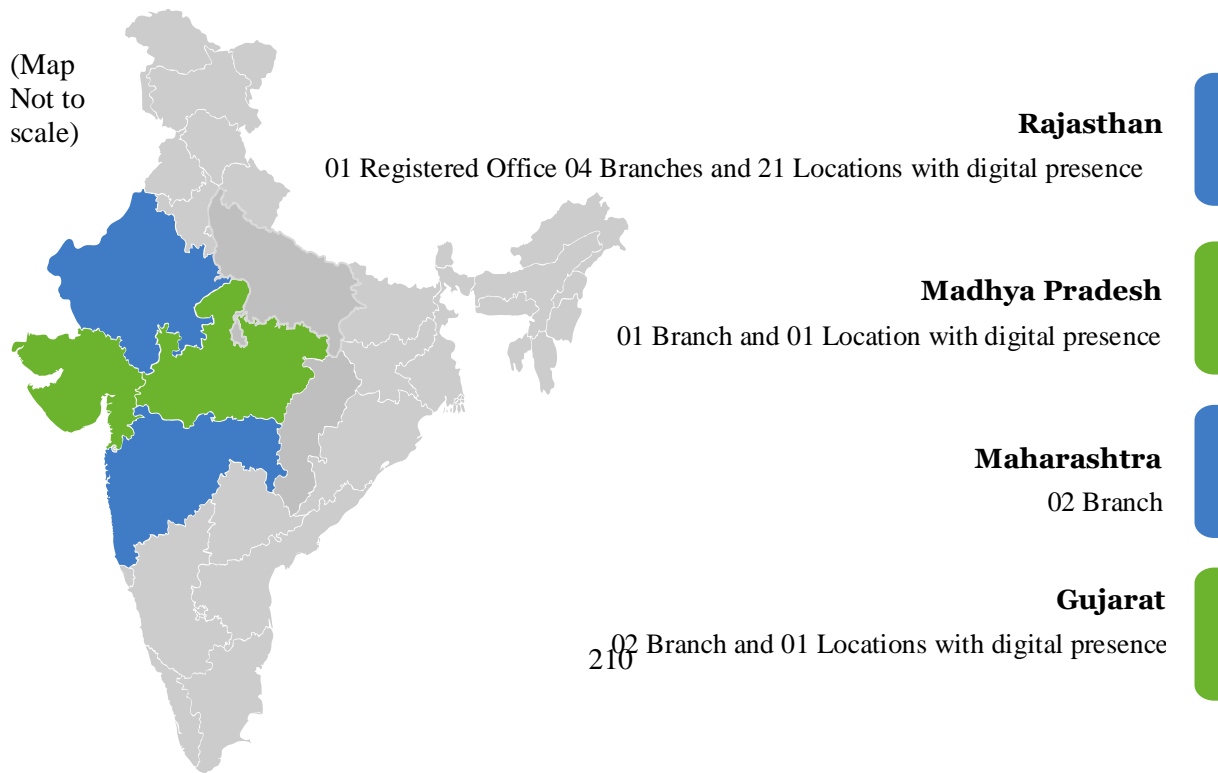 (Map
Not to
scale)
Rajasthan
01 Registered Office 04 Branches and 21 Locations with digital presence
Madhya Pradesh
01 Branch and 01 Location with digital presence
Maharashtra
02 Branch
Gujarat
02 Branch and 01 Locations with digital presence
210